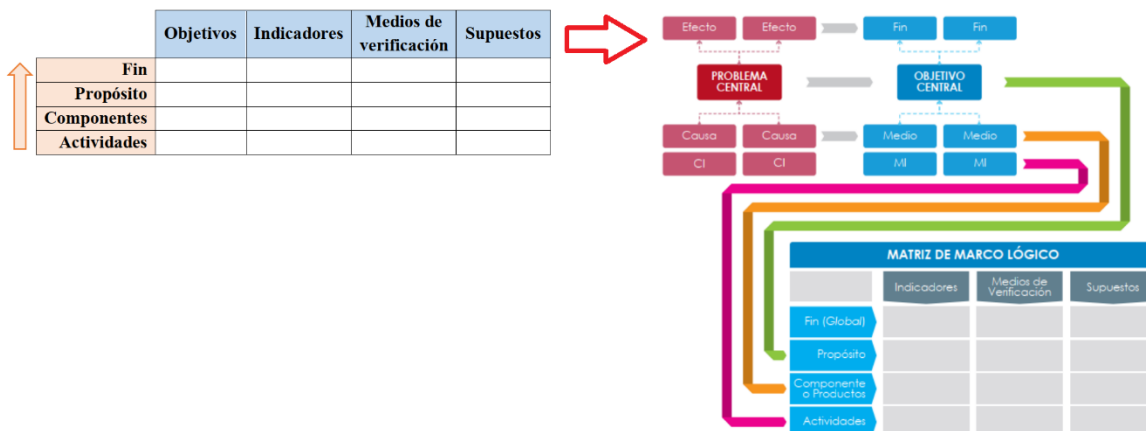 Objetivos Indicadores Medios de verificación Supuestos
Fin
Propósito
Componentes
Actividades
Efecto Efecto Fin Fin
PROBLEMA CENTRAL OBJETIVO CENTRAL
Causa Causa Medio Medio
CI CI MI MI
MATRIZ DE MARCO LÓGICO
Indicadores Medios de Verificación Supuestos
Fin (Global)
Propósito
Componente
o Productos
Actividades